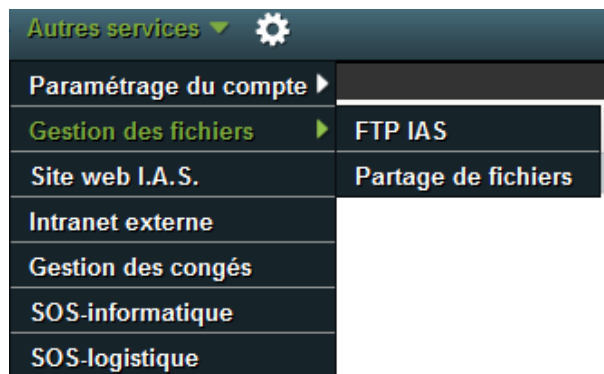 Autres services
Paramétrage du compte
Gestion des fichiers
FTP IAS
Site web I.A.S.
Partage de fichiers
Intranet externe
Gestion des congés
SOS-informatique
SOS-logistique